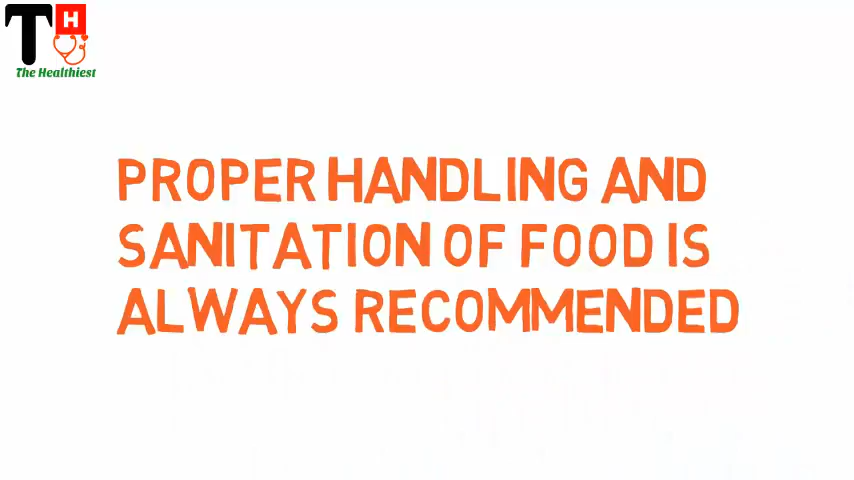 TH
The Healthiest
PROPER HANDLING AND
SANITATION OF FOOD IS
ALWAYS RECOMMENDED